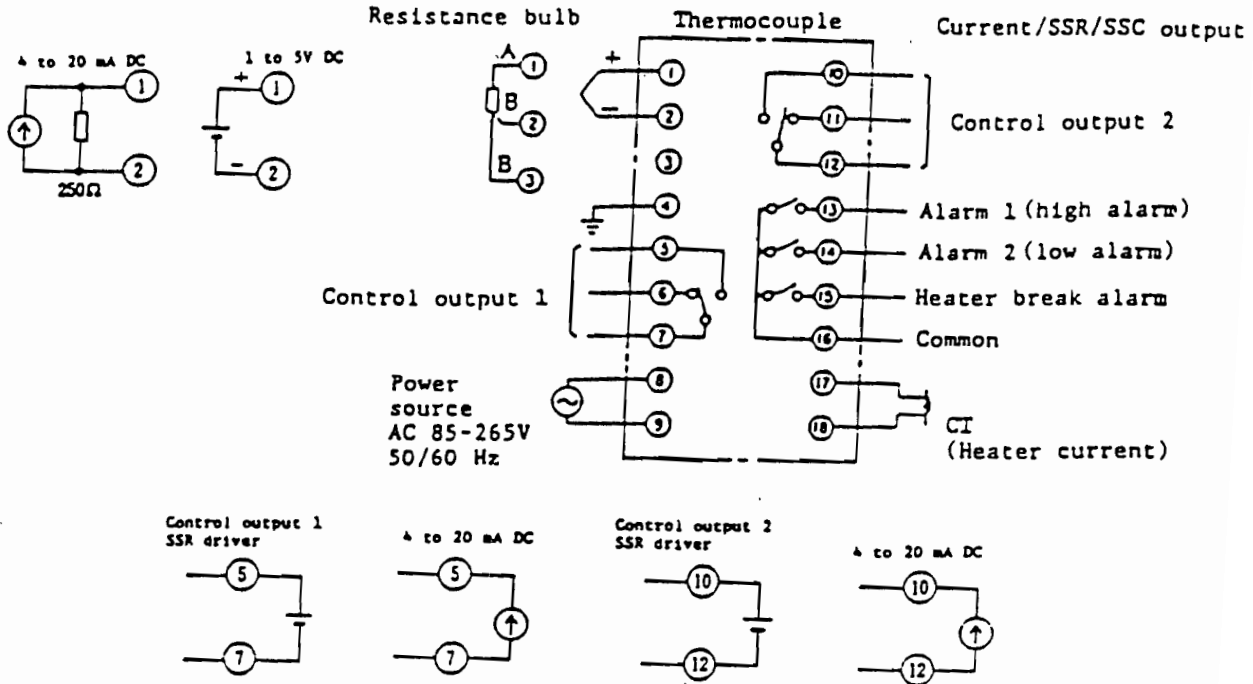 Resistance bulb
Thermocouple
Current/SSR/SSC output
4 to 20 mA DC
1
2
250Ω
1 to 5V DC
+
1
-
2
A
1
B
2
B
3
+
1
-
2
3
4
5
6
7
8
9
Control output 1
Power
source
AC 85-265V
50/60 Hz
10
11
12
13
14
15
16
17
18
Control output 2
Alarm 1 (high alarm)
Alarm 2 (low alarm)
Heater break alarm
Common
CT
(Heater current)
Control output 1
SSR driver
5
7
4 to 20 mA DC
5
7
Control output 2
SSR driver
10
12
4 to 20 mA DC
10
12